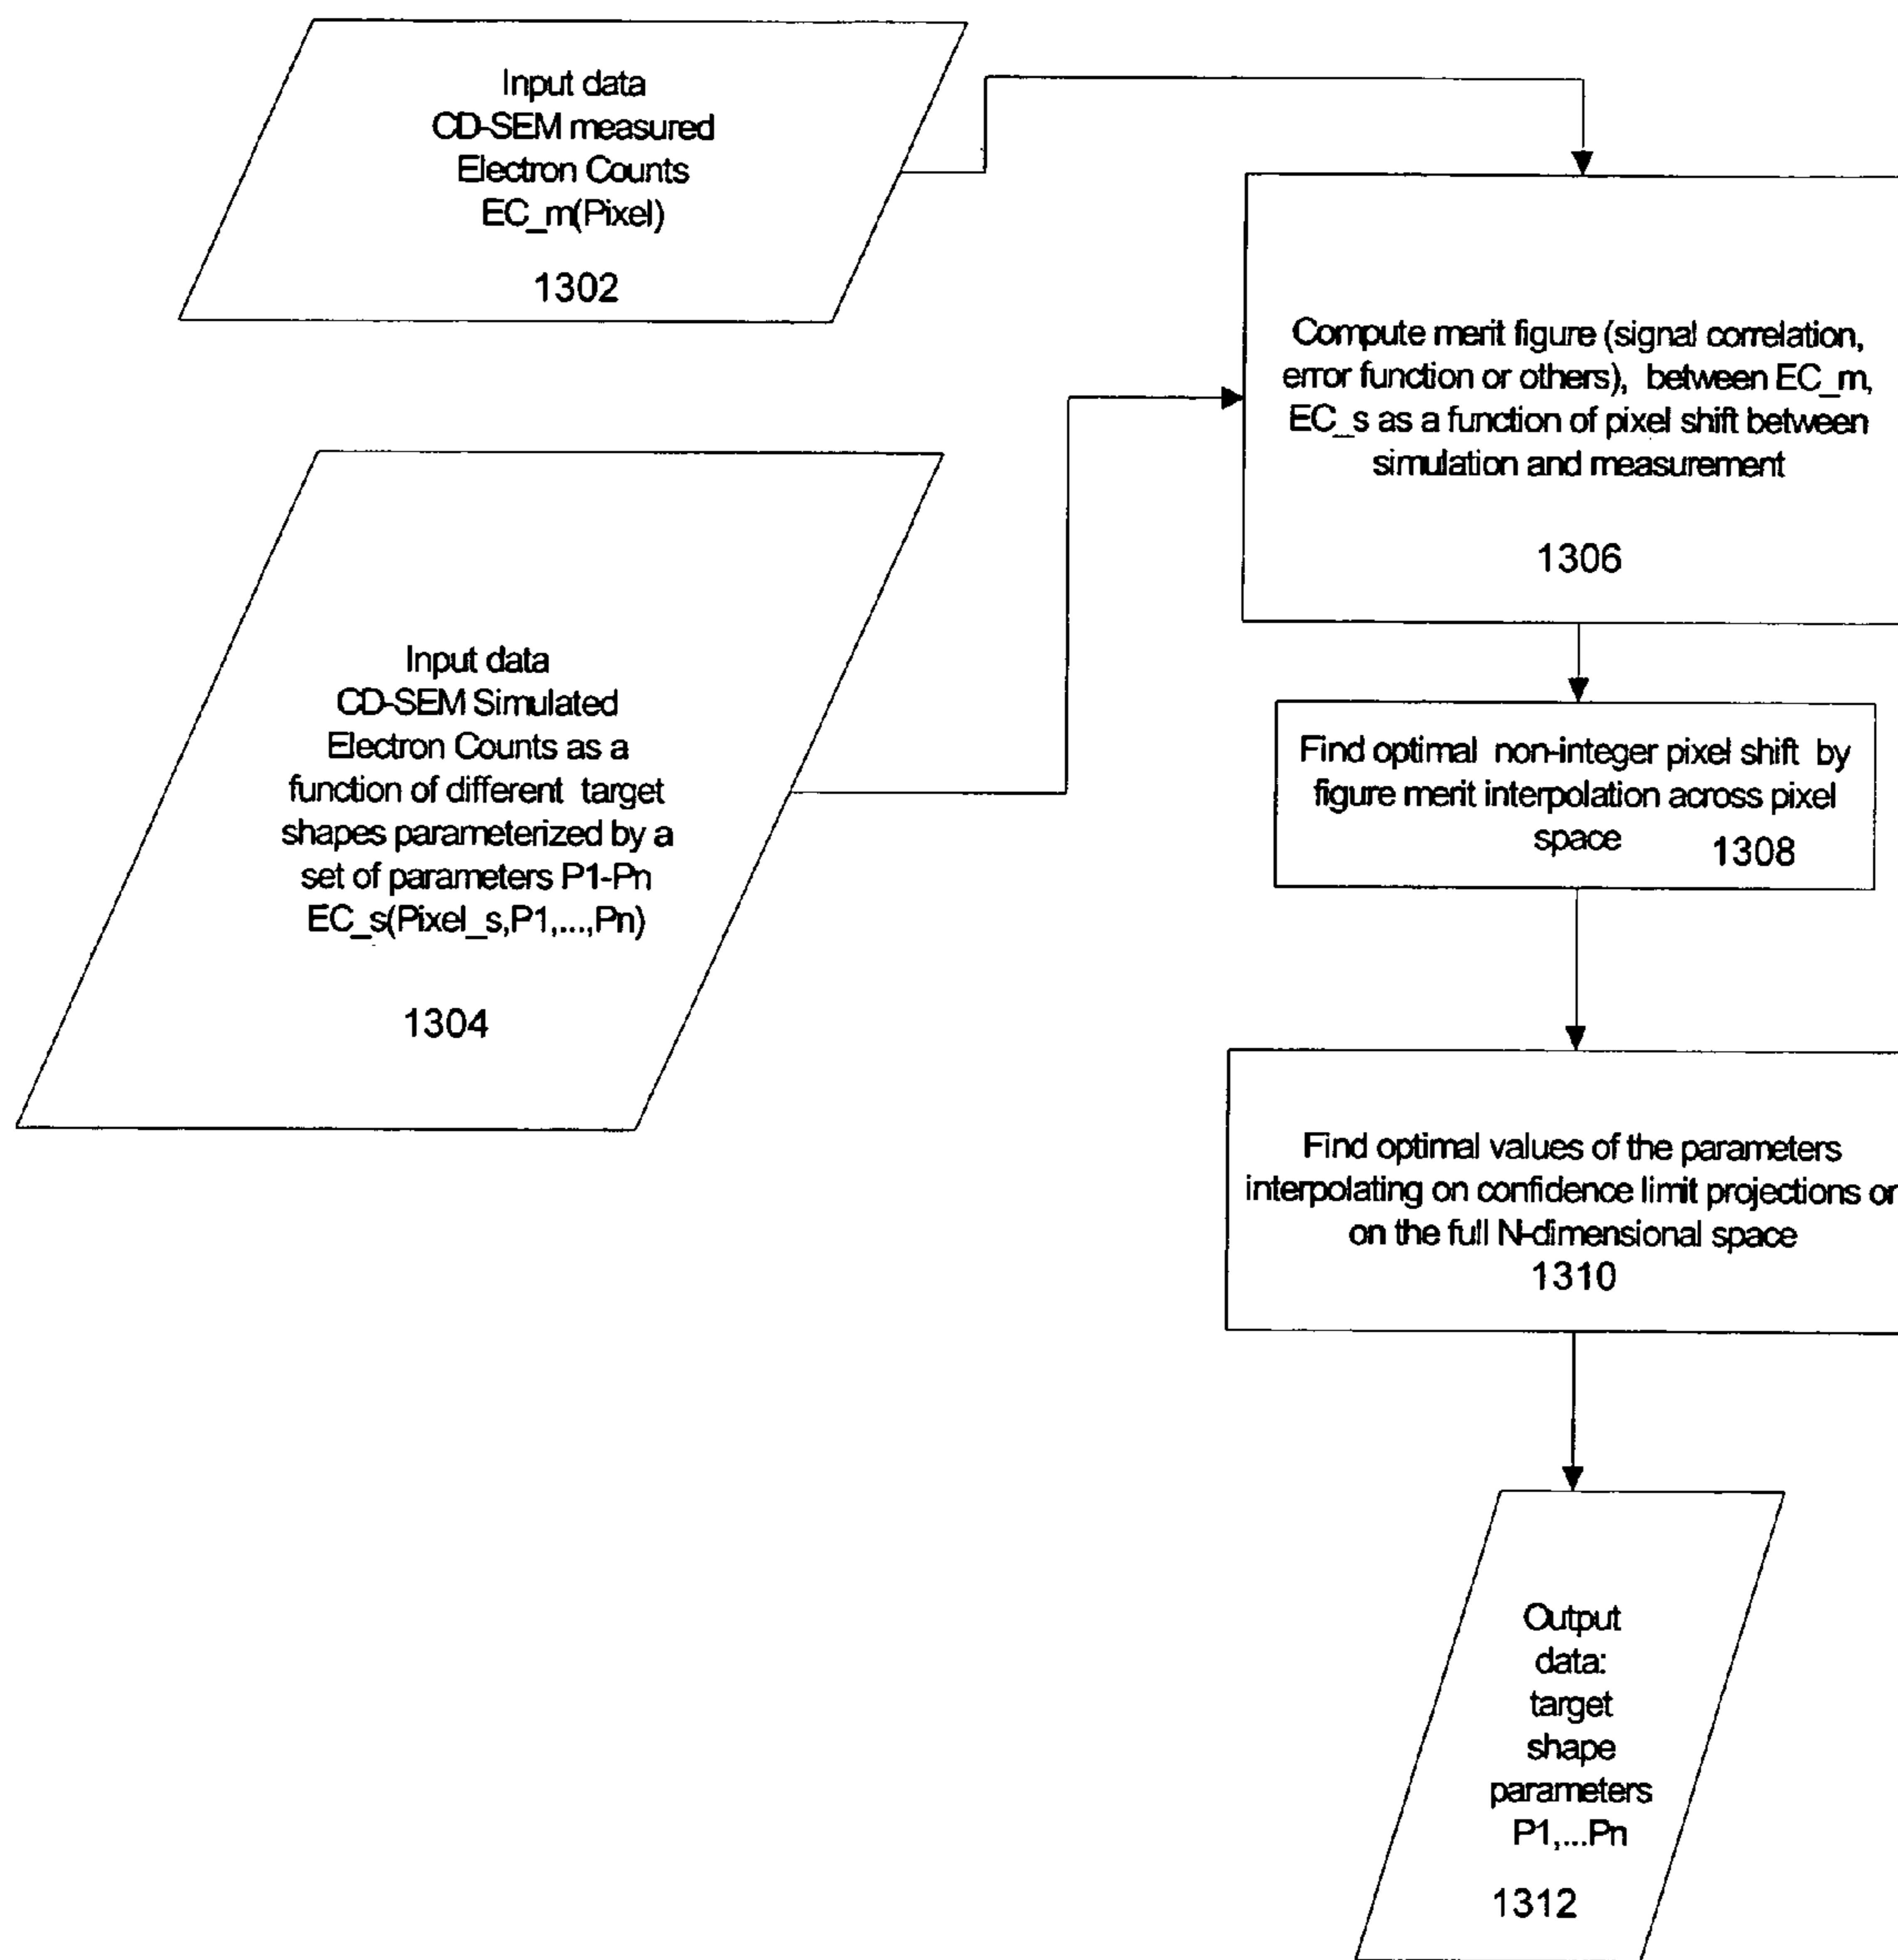 Input data
CD-SEM measured
Electron Counts
EC_m(Pixel)
1302
Input data
CD-SEM Simulated
Electron Counts as a
function of different target
shapes parameterized by a
set of parameters P1-Pn
EC_s(Pixel_s,P1,...,Pn)
1304
Compute merit figure (signal correlation,
error function or others), between EC_m,
EC_s as a function of pixel shift between
simulation and measurement
1306
Find optimal non-integer pixel shift by
figure merit interpolation across pixel
space 1308
Find optimal values of the parameters
interpolating on confidence limit projections or
on the full N-dimensional space
1310
Output
data:
target
shape
parameters
P1,...Pn
1312